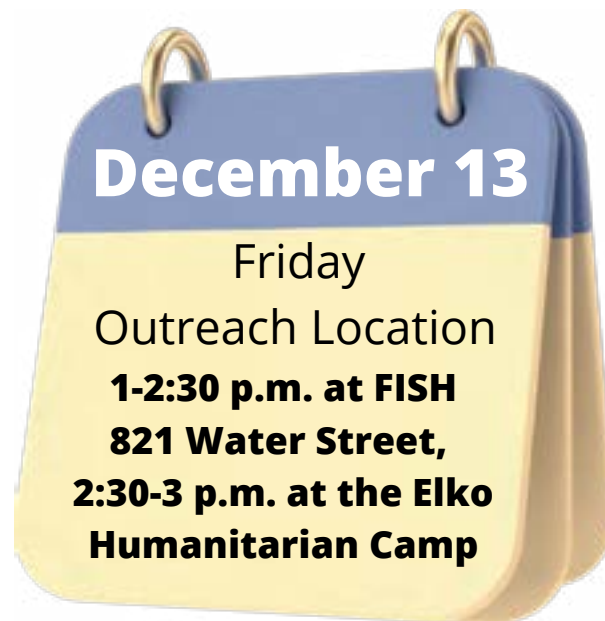 December 13
Friday
Outreach Location
1-2:30 p.m. at FISH
821 Water Street,
2:30-3 p.m. at the Elko
Humanitarian Camp